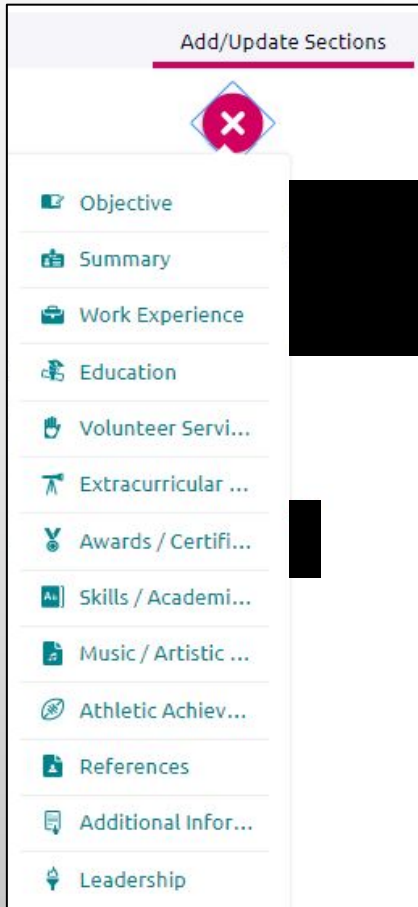 Add/Update Sections
Objective
Summary
Work Experience
Education
Volunteer Servi...
Extracurricular ...
Awards / Certifi...
Skills / Academi...
Music / Artistic ...
Athletic Achiev...
References
Additional Infor...
Leadership